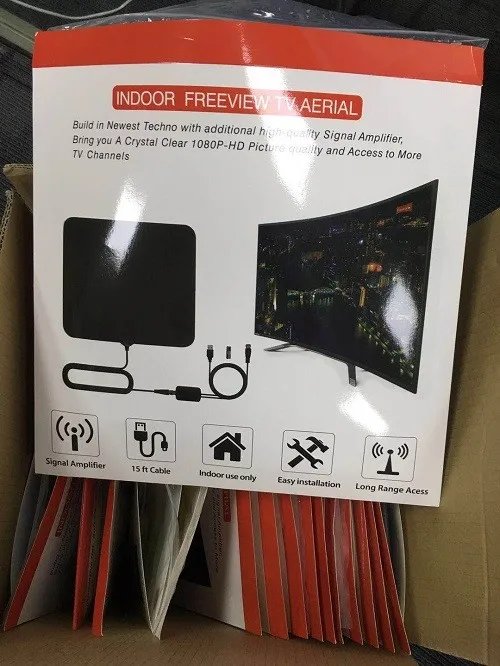 INDOOR FREEVIEW TV AERIAL
Build in Newest Techno with additional high-quality Signal Amplifier,
Bring you A Crystal Clear 1080P-HD Picture quality and Access to More
TV Channels
Signal Amplifier
15 ft Cable
Indoor use only
Easy installation
Long Range Acess